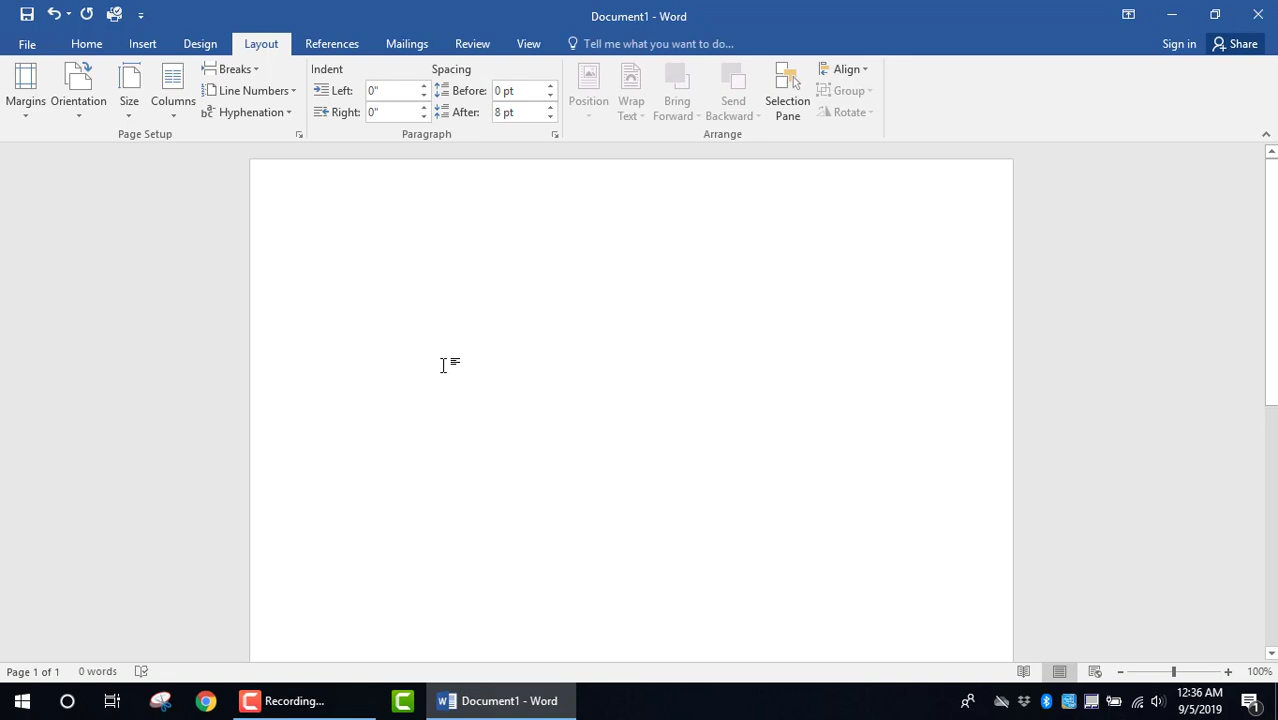 Document1 - Word
File Home Insert Design Layout References Mailings Review View Tell me what you want to do... Sign in Share
Margins Orientation Size Columns
Breaks
Line Numbers
Hyphenation
Page Setup
Indent Spacing
Left: 0" Before: 0 pt
Right: 0" After: 8 pt
Paragraph
Position
Wrap Text
Bring Forward
Send Backward
Selection Pane
Align
Group
Rotate
Arrange
Page 1 of 1 0 words 100%
Recording... Document1 - Word
12:36 AM
9/5/2019
1